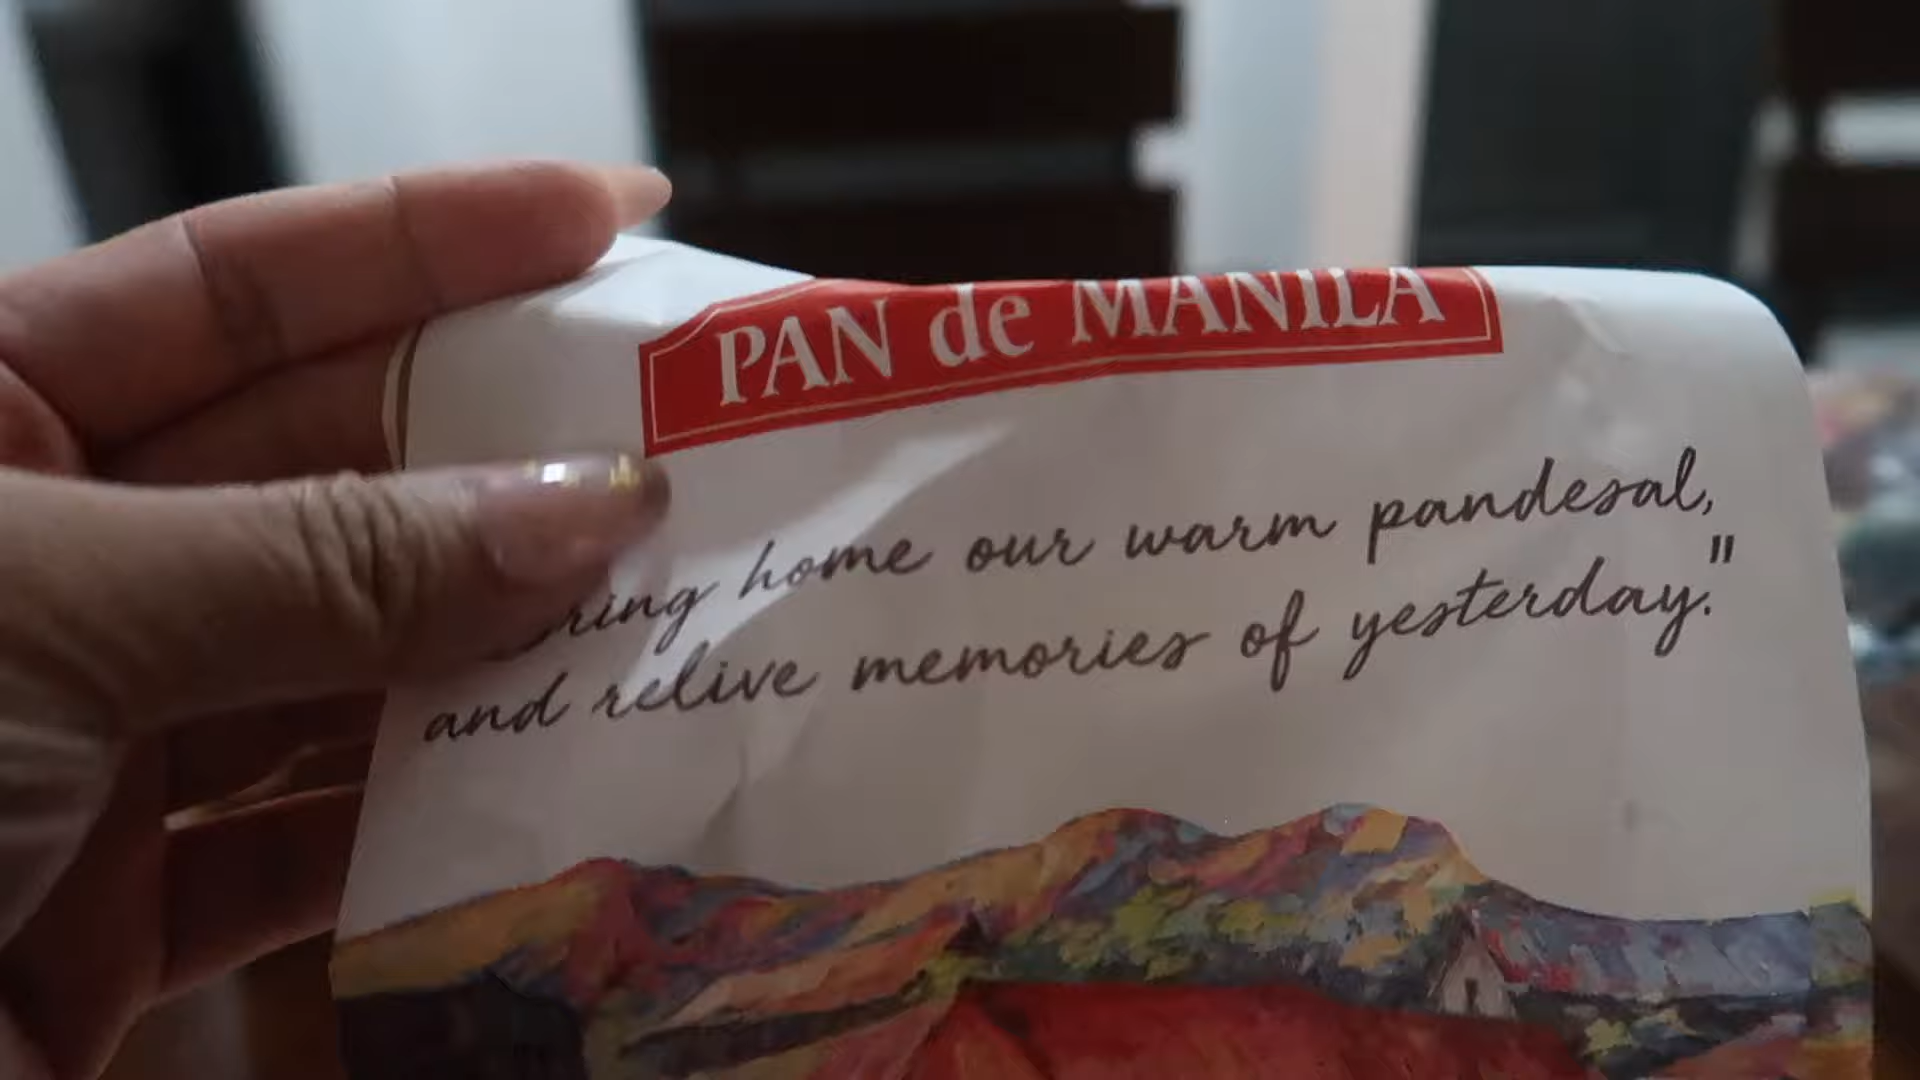 PAN de MANILA
home our warm pandesal,
and relive memories of yesterday."